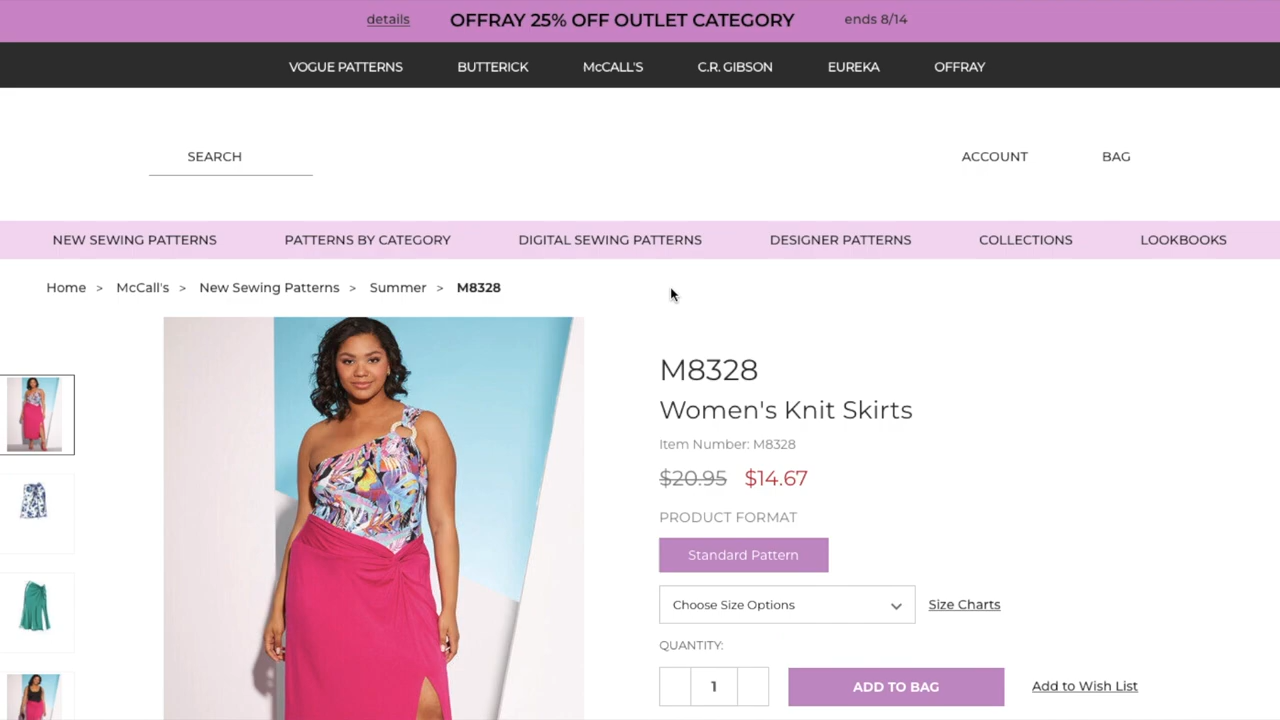 details OFFRAY 25% OFF OUTLET CATEGORY ends 8/14
VOGUE PATTERNS BUTTERICK McCALL'S C.R. GIBSON EUREKA OFFRAY
SEARCH ACCOUNT BAG
NEW SEWING PATTERNS PATTERNS BY CATEGORY DIGITAL SEWING PATTERNS DESIGNER PATTERNS COLLECTIONS LOOKBOOKS
Home > McCall's > New Sewing Patterns > Summer > M8328
M8328
Women's Knit Skirts
Item Number: M8328
$20.95 $14.67
PRODUCT FORMAT
Standard Pattern
Choose Size Options Size Charts
QUANTITY:
1 ADD TO BAG Add to Wish List